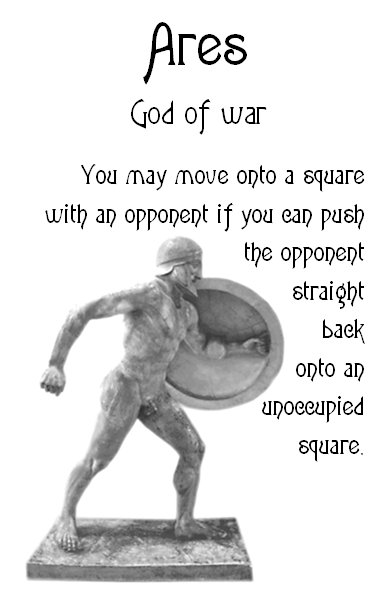 Ares
God of war
You may move onto a square
with an opponent if you can push
the opponent
straight
back
onto an
unoccupied
square.